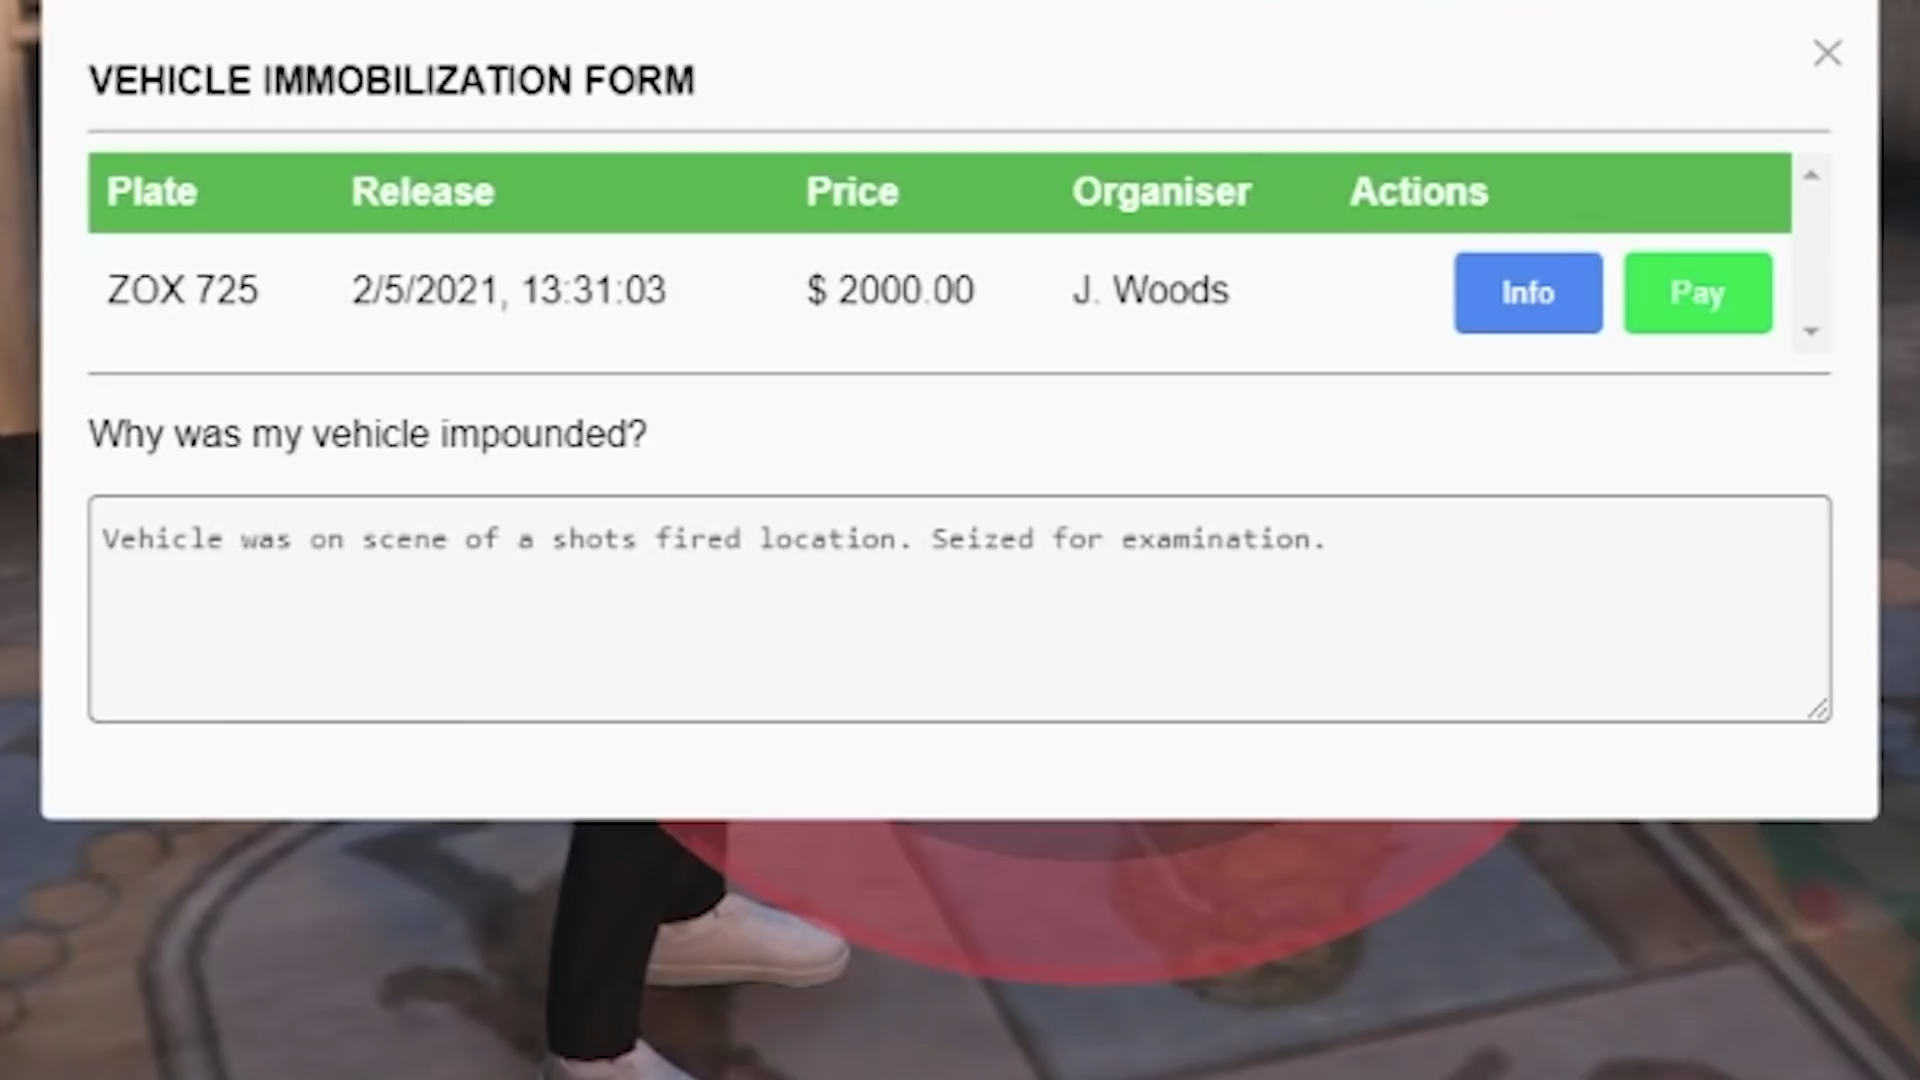 VEHICLE IMMOBILIZATION FORM
Plate Release Price Organiser Actions
ZOX 725 2/5/2021, 13:31:03 $ 2000.00 J. Woods Info Pay
Why was my vehicle impounded?
Vehicle was on scene of a shots fired location. Seized for examination.